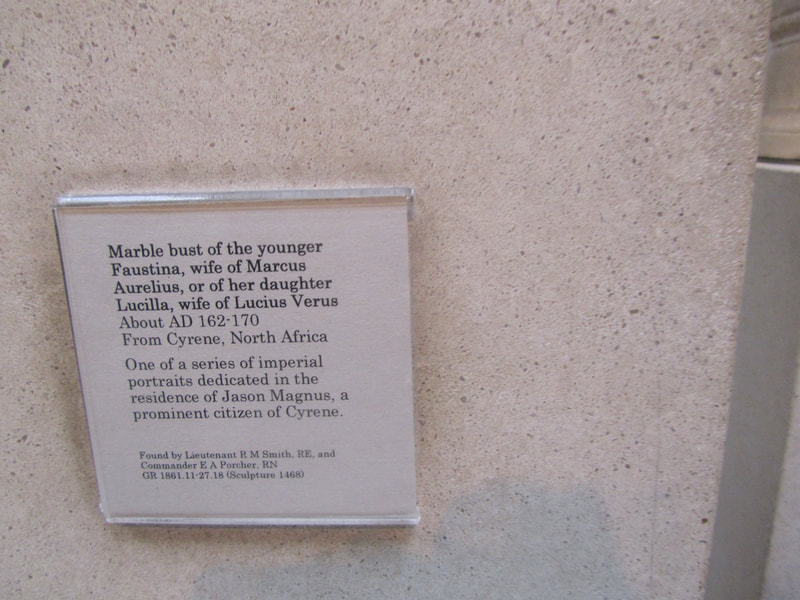 Marble bust of the younger
Faustina, wife of Marcus
Aurelius, or of her daughter
Lucilla, wife of Lucius Verus
About AD 162-170
From Cyrene, North Africa
One of a series of imperial
portraits dedicated in the
residence of Jason Magnus, a
prominent citizen of Cyrene.
Found by Lieutenant R M Smith, RE, and
Commander E A Porcher, RN
GR 1861.11-27.18 (Sculpture 1468)